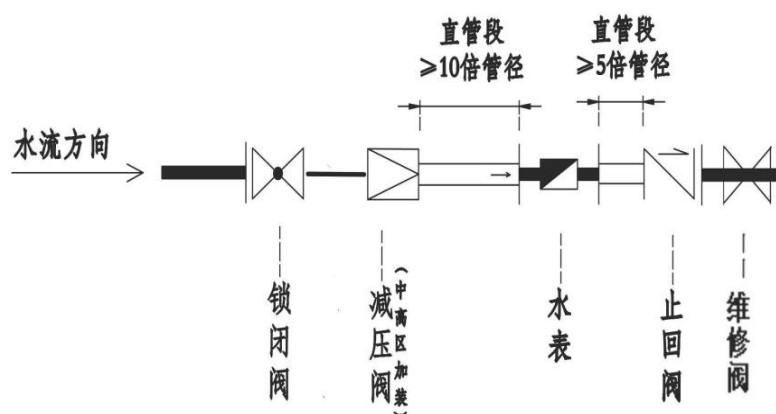 直管段
≥10倍管径
直管段
≥5倍管径
水流方向
锁闭阀
减压阀
(中高区加装
水表
止回阀
维修阀